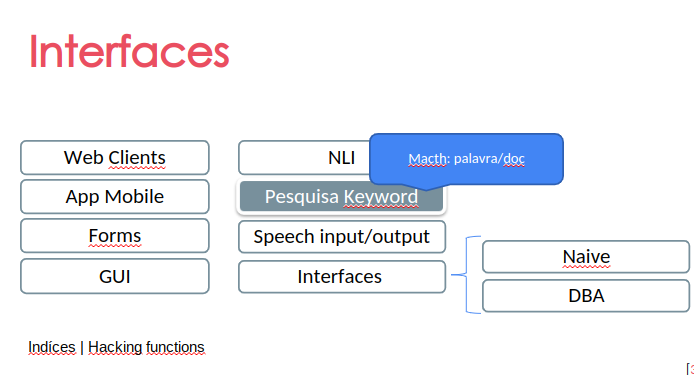 Interfaces
Web Clients
NLI
Macth: palavra/doc
App Mobile
Pesquisa Keyword
Forms
Speech input/output
GUI
Interfaces
Naive
DBA
Indíces | Hacking functions